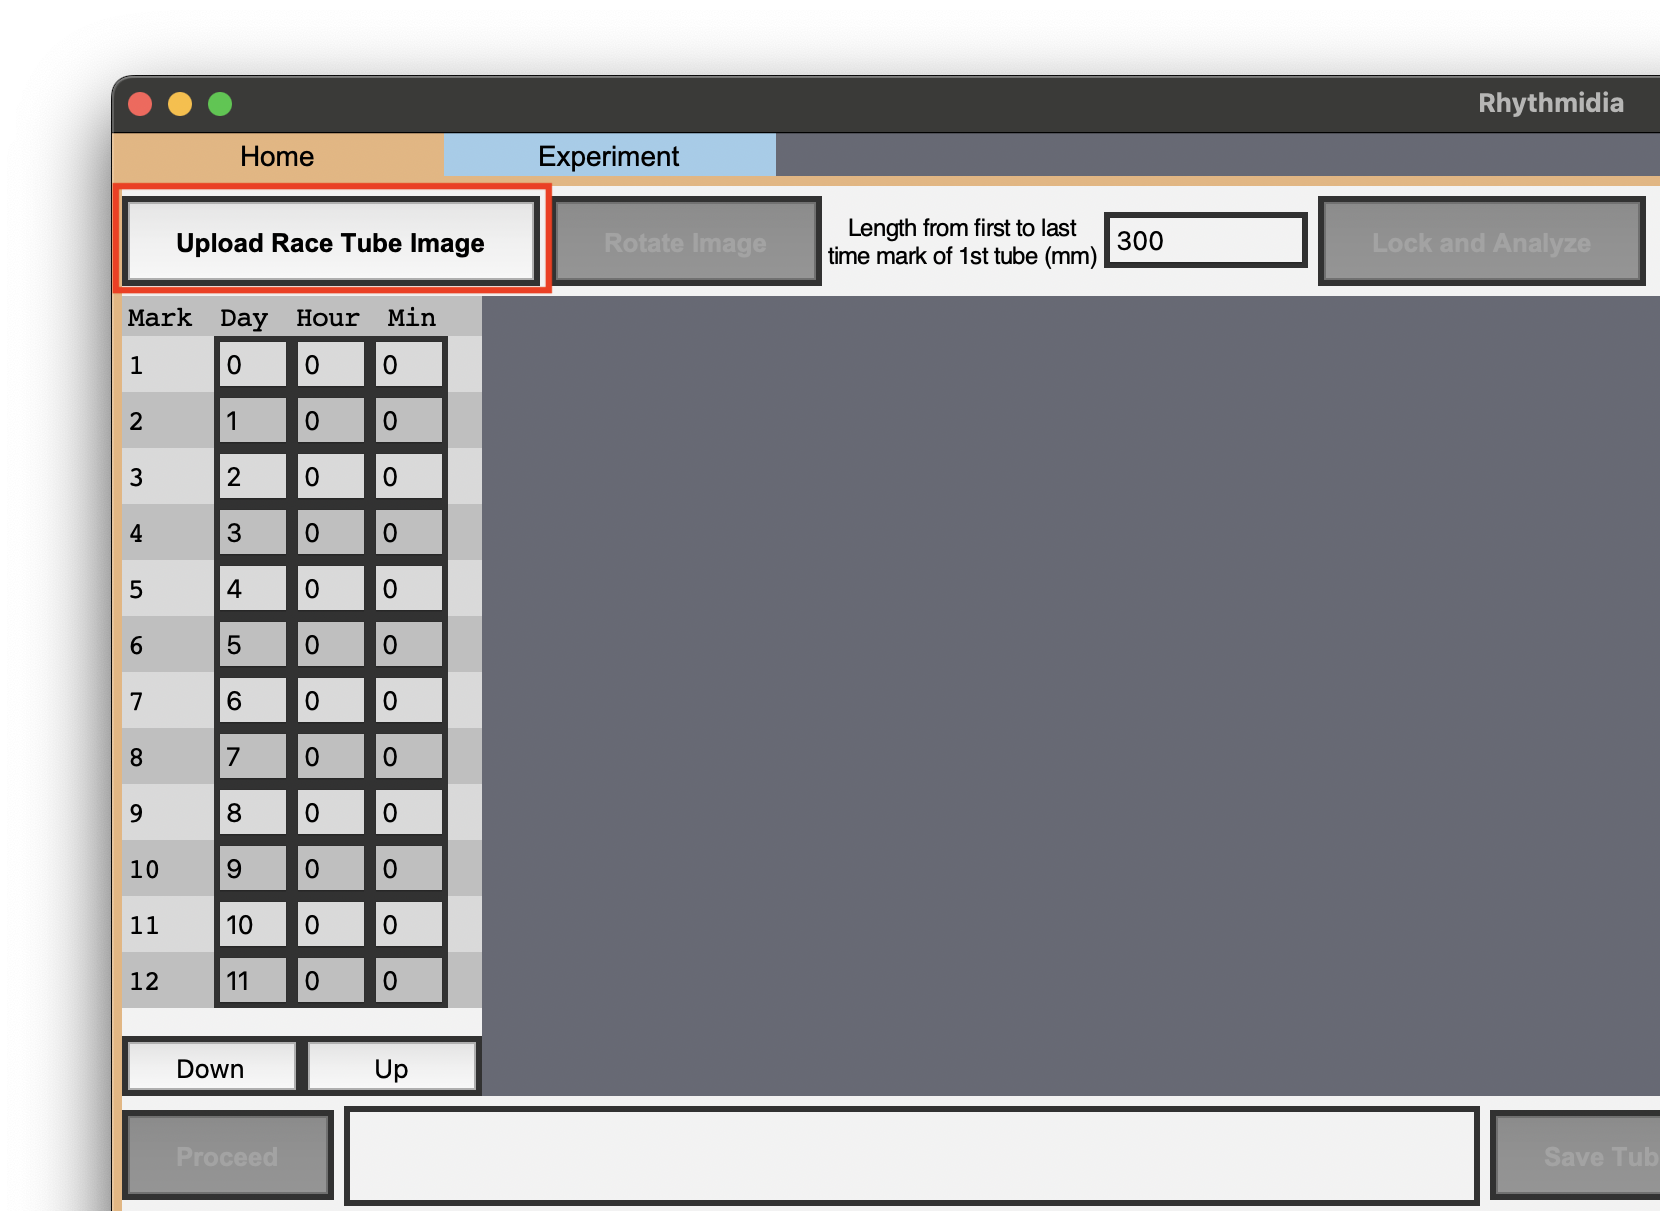 Rhythmidia
Home Experiment
Upload Race Tube Image Rotate Image Length from first to last time mark of 1st tube (mm) 300 Lock and Analyze
Mark Day Hour Min
1 0 0 0
2 1 0 0
3 2 0 0
4 3 0 0
5 4 0 0
6 5 0 0
7 6 0 0
8 7 0 0
9 8 0 0
10 9 0 0
11 10 0 0
12 11 0 0
Down Up
Proceed Save Tub